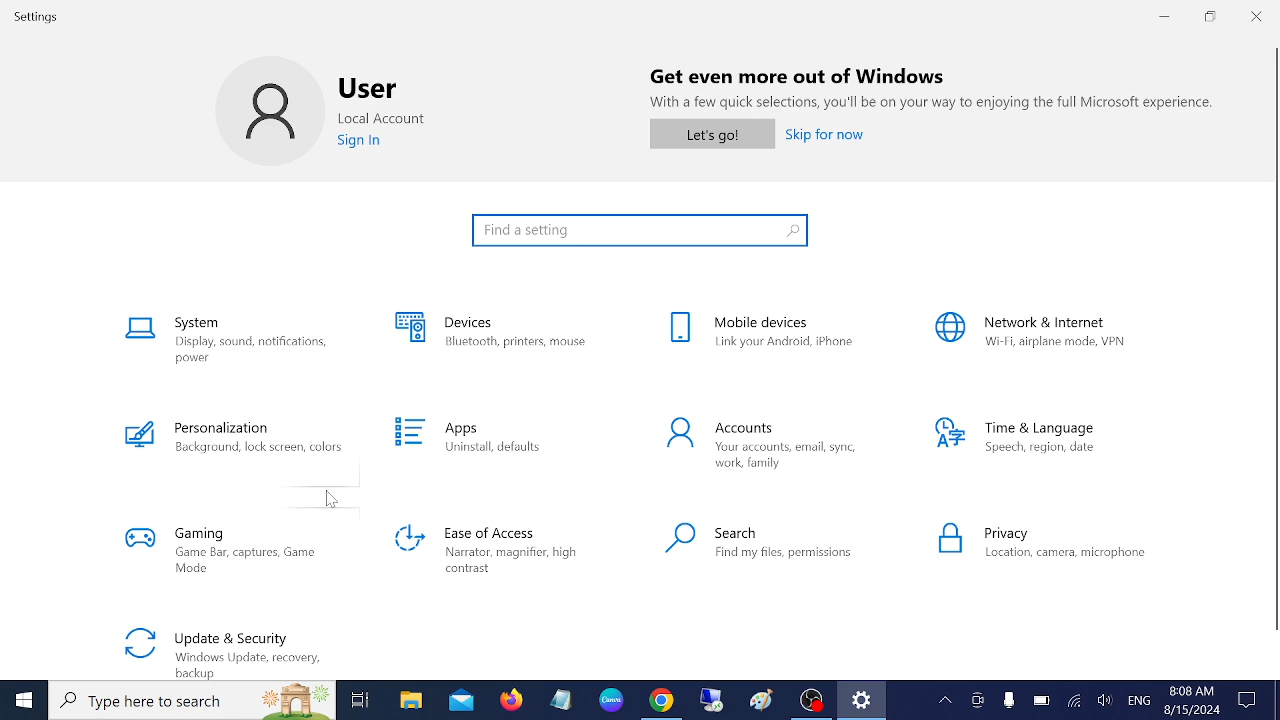 Settings
User
Local Account
Sign In
Get even more out of Windows
With a few quick selections, you'll be on your way to enjoying the full Microsoft experience.
Let's go!
Skip for now
Find a setting
System
Display, sound, notifications,
power
Devices
Bluetooth, printers, mouse
Mobile devices
Link your Android, iPhone
Network & Internet
Wi-Fi, airplane mode, VPN
Personalization
Background, lock screen, colors
Apps
Uninstall, defaults
Accounts
Your accounts, email, sync,
work, family
Time & Language
Speech, region, date
Gaming
Game Bar, captures, Game
Mode
Ease of Access
Narrator, magnifier, high
contrast
Search
Find my files, permissions
Privacy
Location, camera, microphone
Update & Security
Windows Update, recovery,
backup
Type here to search
Canva
ENG
8:08 AM
8/15/2024